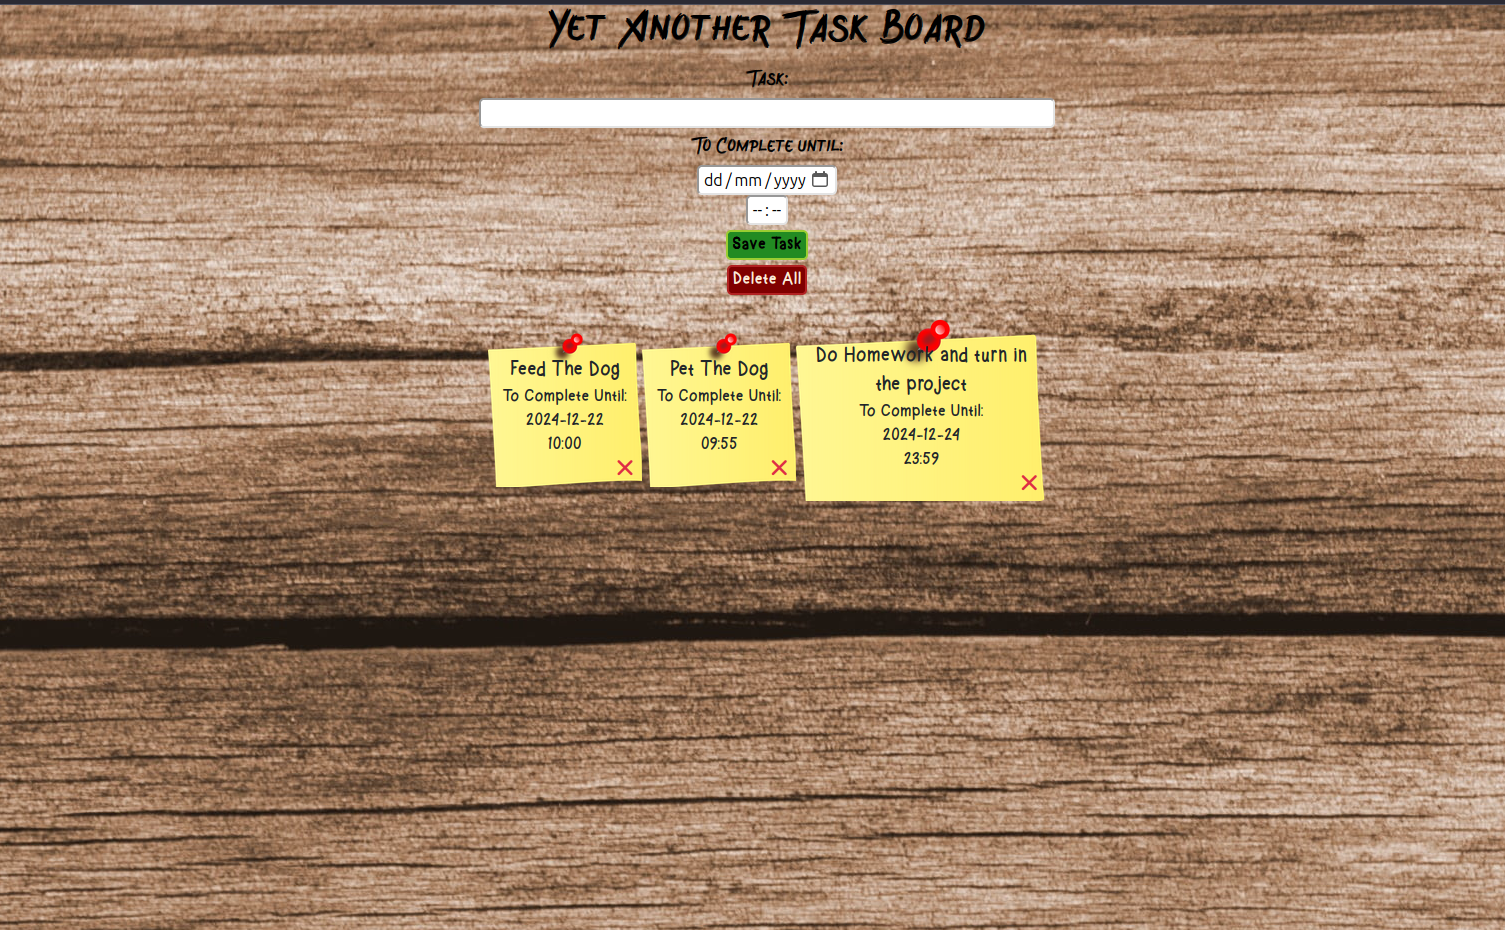 Yet Another Task Board
Task:
To Complete until:
dd/mm/yyyy
--:--
Save Task
Delete All
Feed The Dog
To Complete Until:
2024-12-22
10:00
Pet The Dog
To Complete Until:
2024-12-22
09:55
Do Homework and turn in
the project
To Complete Until:
2024-12-24
23:59